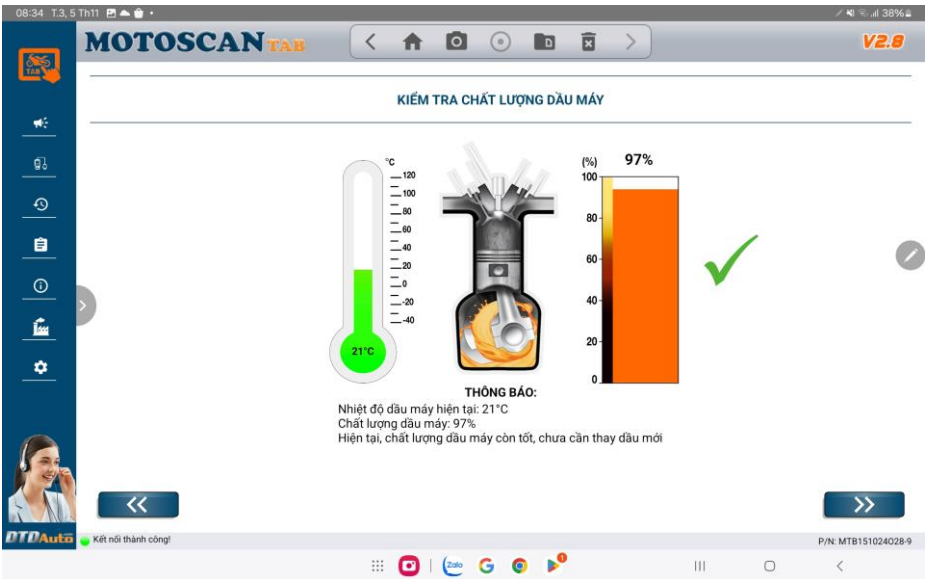 08:34 T.3, 5 Th11
38%
MOTOSCAN TAB
V2.8
TAB
KIỂM TRA CHẤT LƯỢNG DẦU MÁY
°C
120
100
80
60
40
20
0
-20
-40
21°C
(%)
97%
100
80
60
40
20
0
THÔNG BÁO:
Nhiệt độ dầu máy hiện tại: 21°C
Chất lượng dầu máy: 97%
Hiện tại, chất lượng dầu máy còn tốt, chưa cần thay dầu mới
DTDAuto
Kết nối thành công!
P/N: MTB151024028-9
Zalo
1